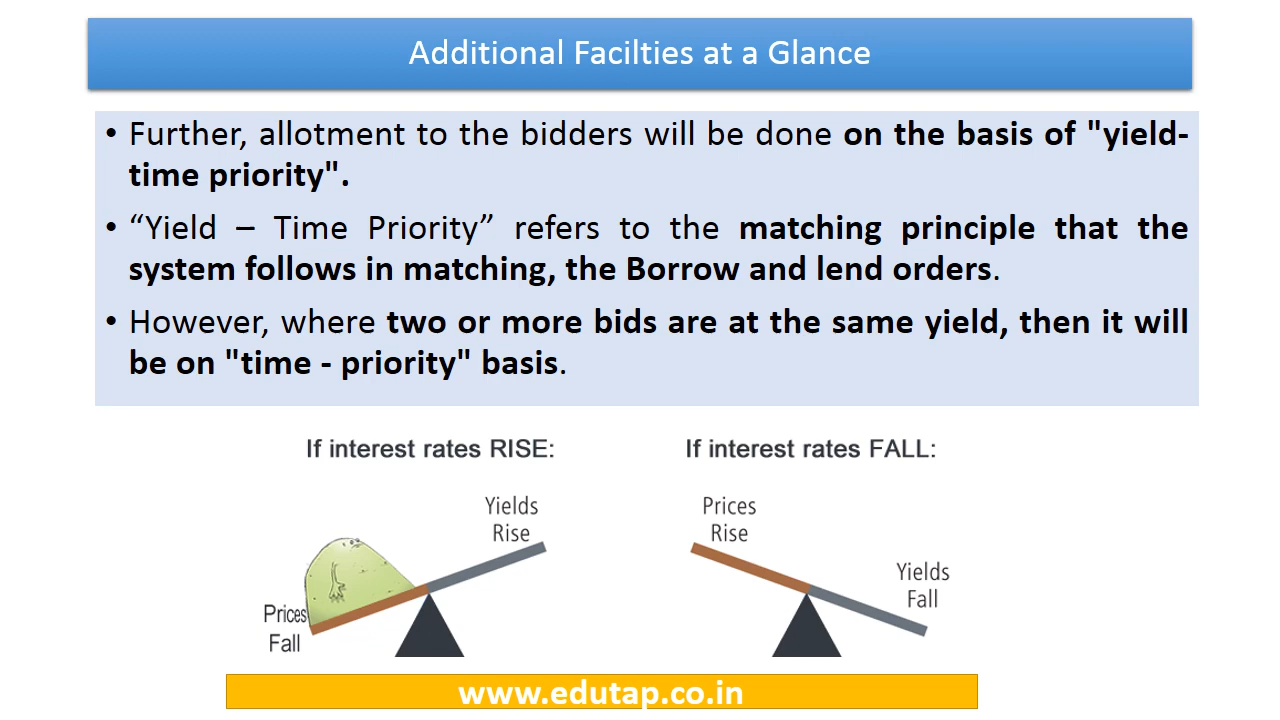 Additional Facilties at a Glance
• Further, allotment to the bidders will be done on the basis of "yield-
time priority".
• “Yield – Time Priority” refers to the matching principle that the
system follows in matching, the Borrow and lend orders.
• However, where two or more bids are at the same yield, then it will
be on "time - priority" basis.
If interest rates RISE:
Yields
Rise
Prices
Fall
If interest rates FALL:
Prices
Rise
Yields
Fall
www.edutap.co.in